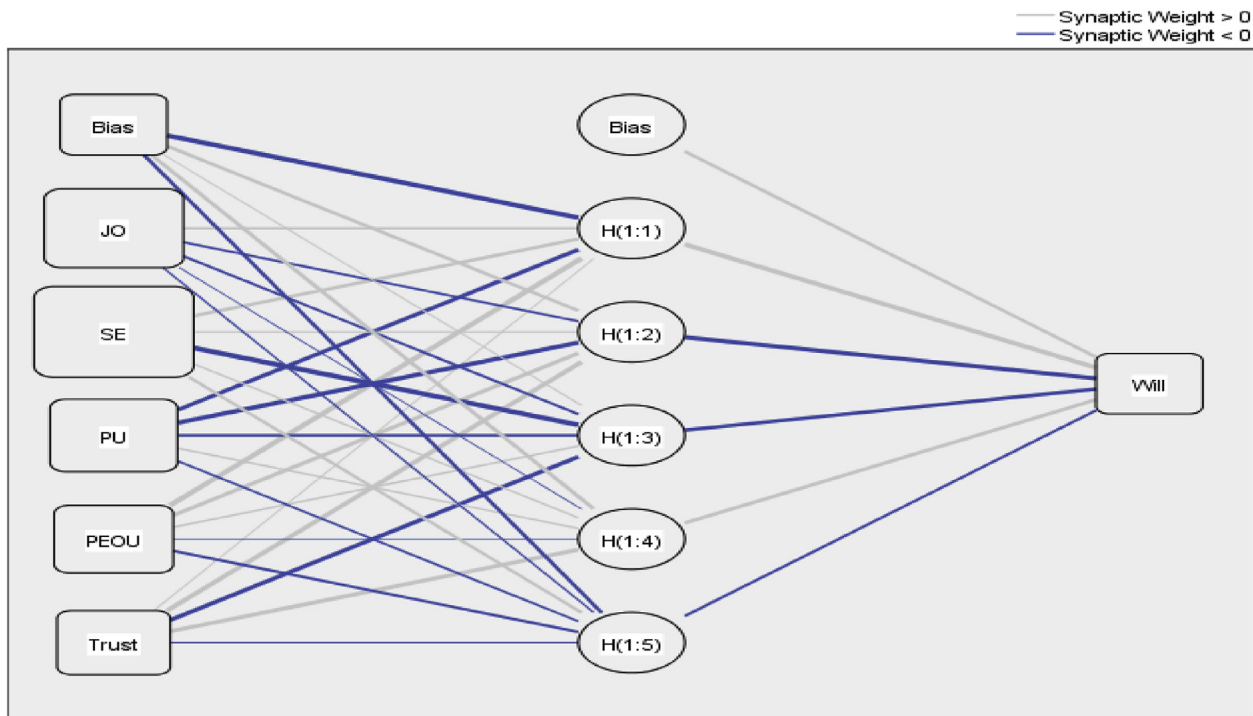 Synaptic Weight > 0
Synaptic Weight < 0
Bias
Bias
JO
H(1:1)
SE
H(1:2)
Will
PU
H(1:3)
PEOU
H(1:4)
Trust
H(1:5)